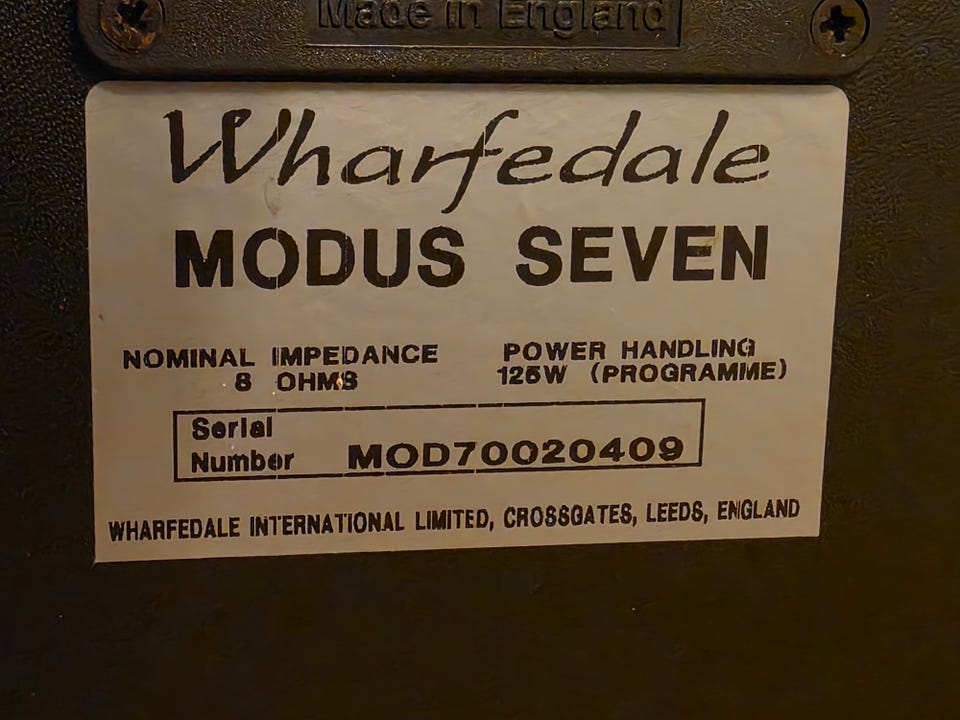 Made in England
Wharfedale
MODUS SEVEN
NOMINAL IMPEDANCE
8 OHMS
POWER HANDLING
125W (PROGRAMME)
Serial
Number MOD70020409
WHARFEDALE INTERNATIONAL LIMITED, CROSSGATES, LEEDS, ENGLAND